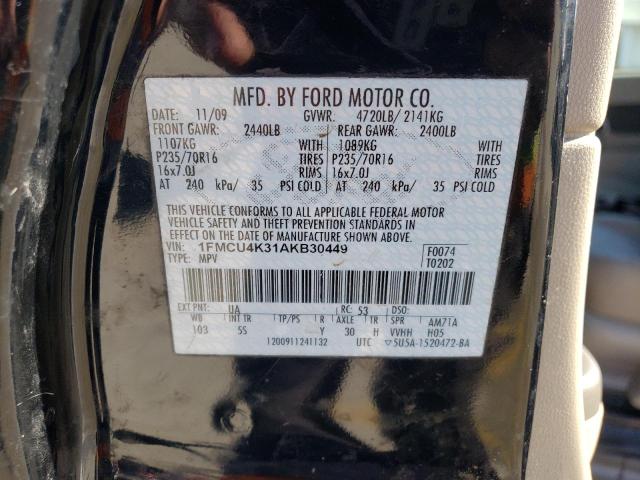 MFD. BY FORD MOTOR CO.
DATE: 11/09 GVWR: 4720LB/ 2141KG
FRONT GAWR: 2440LB REAR GAWR: 2400LB
1107KG WITH 1089KG WITH
P235/70R16 TIRES P235/70R16 TIRES
16x7.0J RIMS 16x7.0J RIMS
AT 240 kPa/ 35 PSI COLD AT 240 kPa/ 35 PSI COLD
THIS VEHICLE CONFORMS TO ALL APPLICABLE FEDERAL MOTOR
VEHICLE SAFETY AND THEFT PREVENTION STANDARDS IN
EFFECT ON THE DATE OF MANUFACTURE SHOWN ABOVE.
VIN: 1FMCU4K31AKB30449 F0074
TYPE: MPV T0202
EXT PNT: UA RC: 53 DSO:
WB INT TR TP/PS R AXLE TR SPR AM71A
103 5S Y 30 H VVHH H05
1200911241132 UTC ▽5U5A-1520472-BA